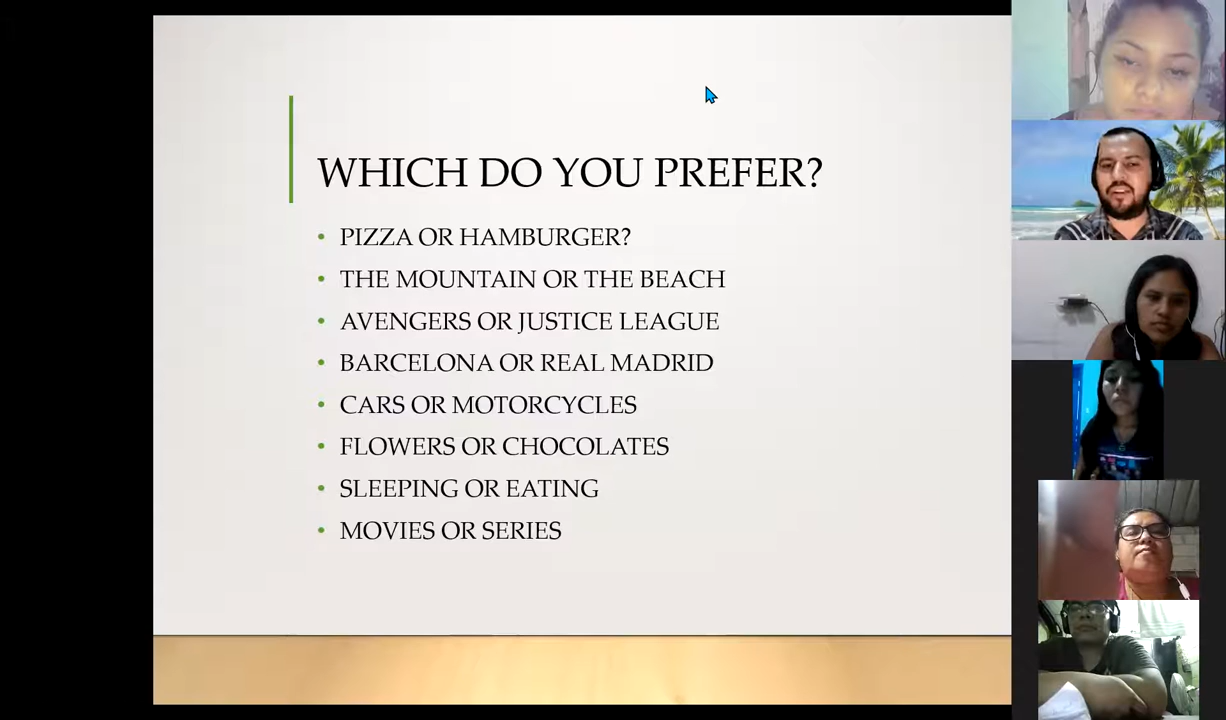 WHICH DO YOU PREFER?
• PIZZA OR HAMBURGER?
• THE MOUNTAIN OR THE BEACH
• AVENGERS OR JUSTICE LEAGUE
• BARCELONA OR REAL MADRID
• CARS OR MOTORCYCLES
• FLOWERS OR CHOCOLATES
• SLEEPING OR EATING
• MOVIES OR SERIES